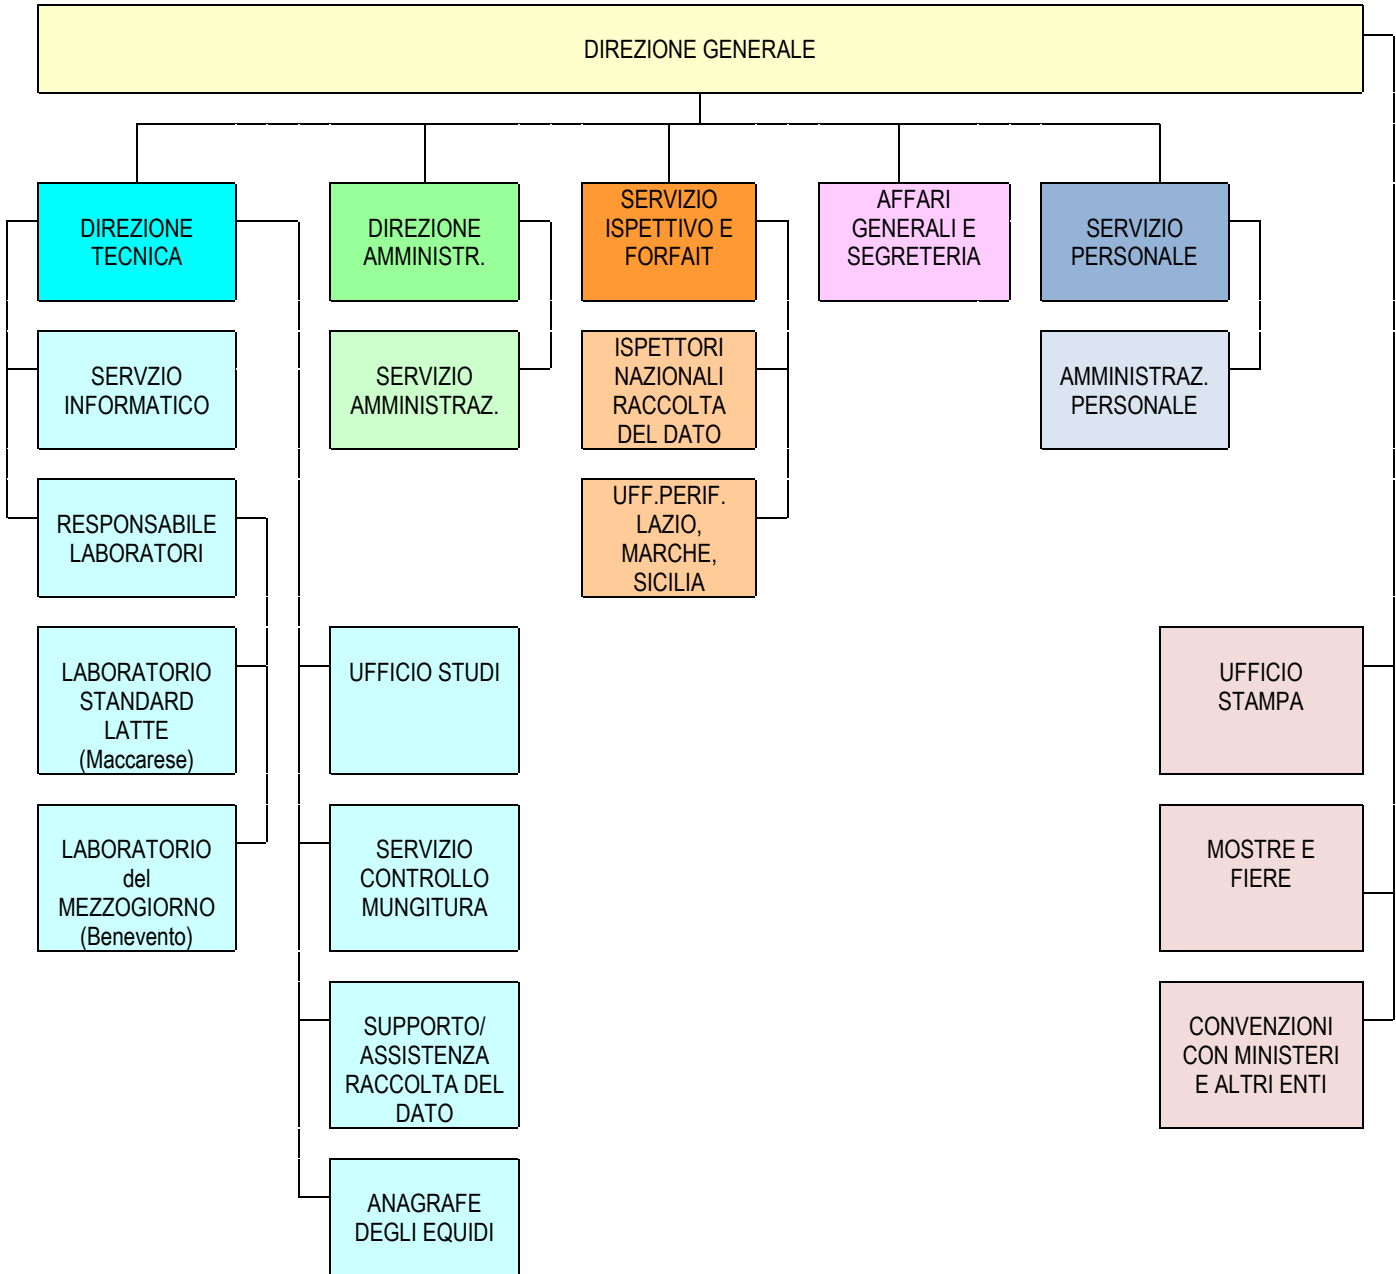 DIREZIONE GENERALE
DIREZIONE
TECNICA
DIREZIONE
AMMINISTR.
SERVIZIO
ISPETTIVO E
FORFAIT
AFFARI
GENERALI E
SEGRETERIA
SERVIZIO
PERSONALE
SERVZIO
INFORMATICO
SERVIZIO
AMMINISTRAZ.
ISPETTORI
NAZIONALI
RACCOLTA
DEL DATO
AMMINISTRAZ.
PERSONALE
RESPONSABILE
LABORATORI
UFF.PERIF.
LAZIO,
MARCHE,
SICILIA
LABORATORIO
STANDARD
LATTE
(Maccarese)
UFFICIO STUDI
UFFICIO
STAMPA
LABORATORIO
del
MEZZOGIORNO
(Benevento)
SERVIZIO
CONTROLLO
MUNGITURA
MOSTRE E
FIERE
SUPPORTO/
ASSISTENZA
RACCOLTA DEL
DATO
CONVENZIONI
CON MINISTERI
E ALTRI ENTI
ANAGRAFE
DEGLI EQUIDI